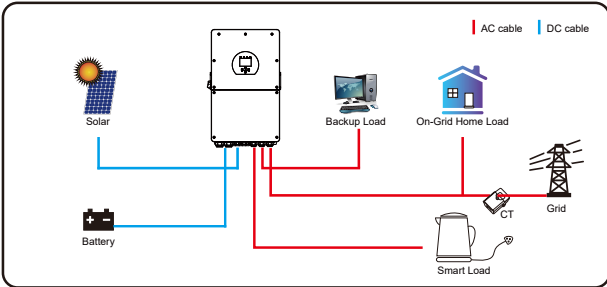 AC cable
DC cable
Solar
Backup Load
On-Grid Home Load
Battery
CT
Grid
Smart Load